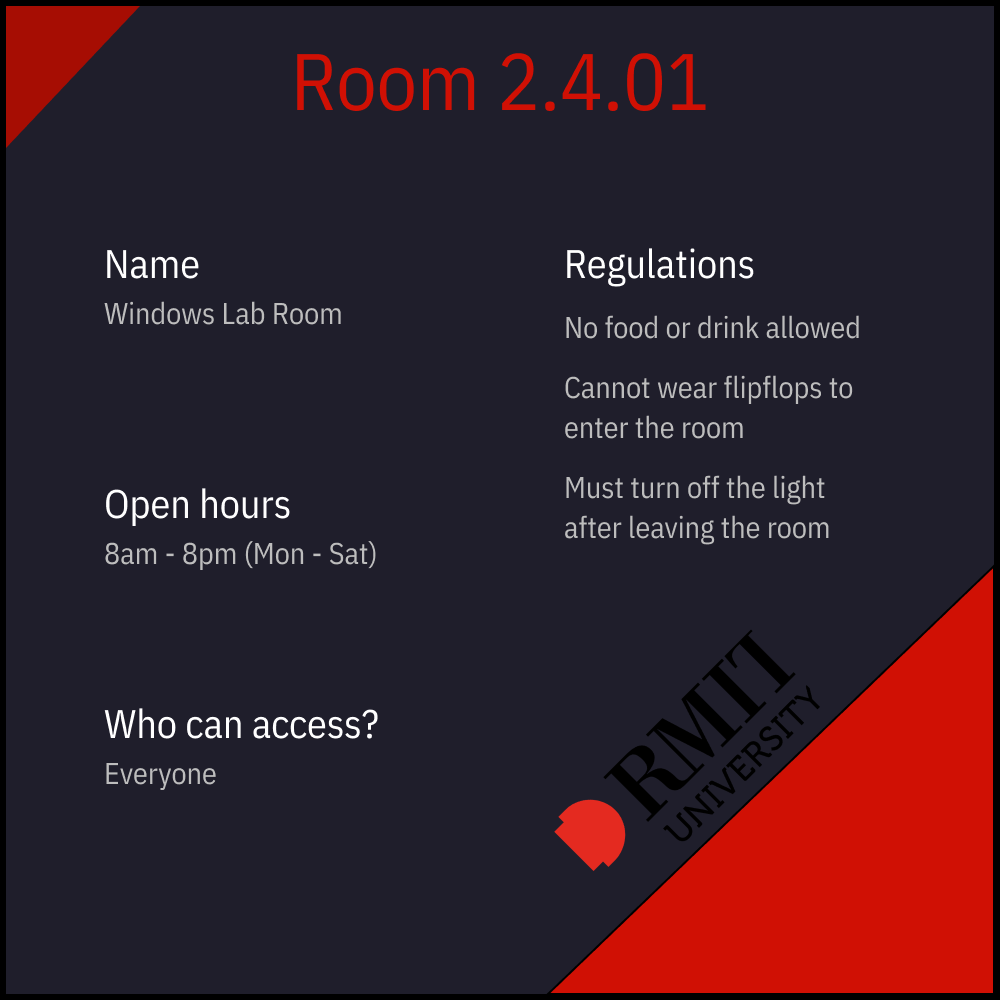 Room 2.4.01
Name
Windows Lab Room
Open hours
8am - 8pm (Mon - Sat)
Who can access?
Everyone
Regulations
No food or drink allowed
Cannot wear flipflops to
enter the room
Must turn off the light
after leaving the room
RMIT
UNIVERSITY